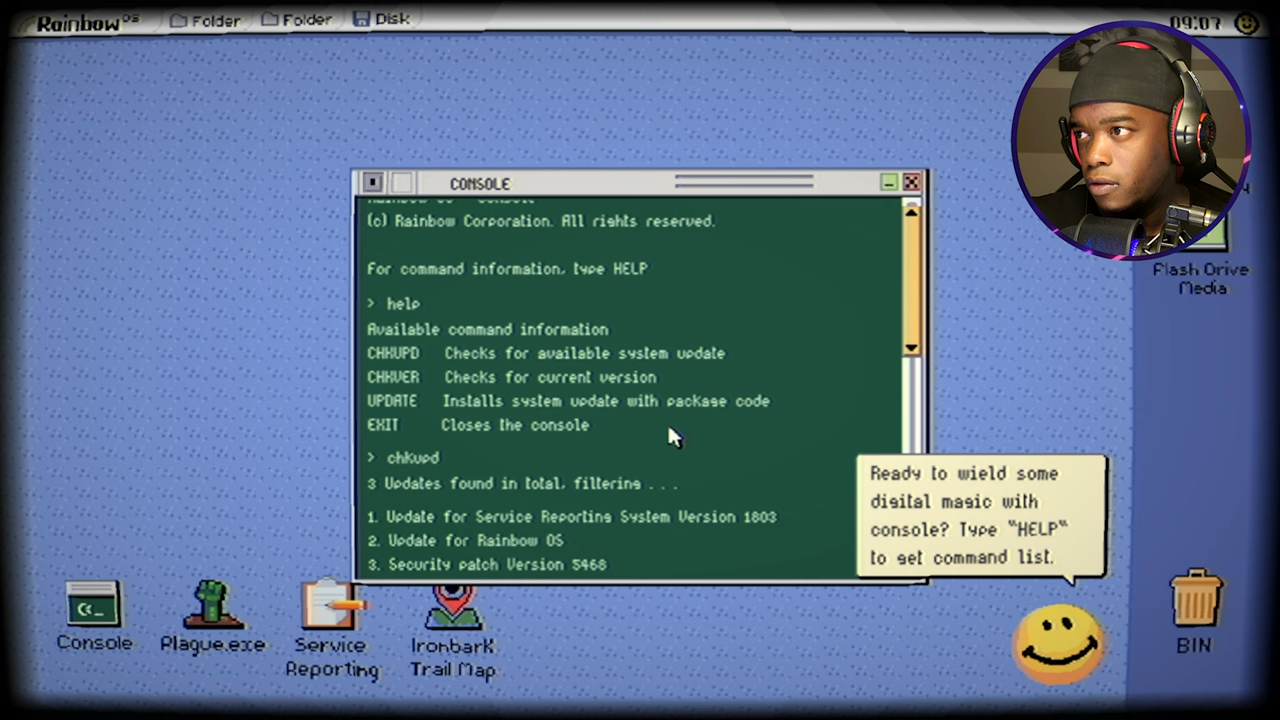 RainbowOS
Folder
Folder
Disk
09:07
CONSOLE
(c) Rainbow Corporation. All rights reserved.
For command information, type HELP
> help
Available command information
CHKUPD Checks for available system update
CHKVER Checks for current version
UPDATE Installs system update with package code
EXIT Closes the console
> chkupd
3 Updates found in total, filtering . . .
1. Update for Service Reporting System Version 1803
2. Update for Rainbow OS
3. Security patch Version 5468
Ready to wield some
digital magic with
console? Type "HELP"
to get command list.
Flash Drive
Media
Console
Plague.exe
Service
Reporting
Ironbark
Trail Map
BIN